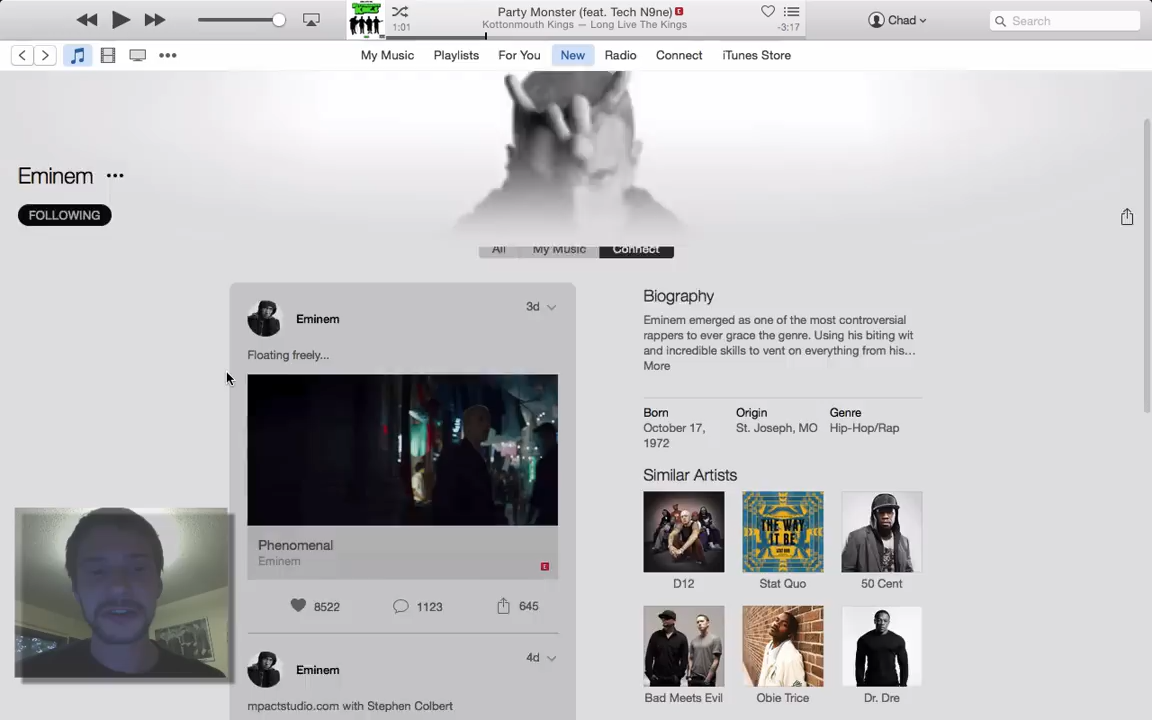 Party Monster (feat. Tech N9ne) E
1:01
Kottonmouth Kings — Long Live The Kings
-3:17
Chad
Search
My Music
Playlists
For You
New
Radio
Connect
iTunes Store
Eminem
FOLLOWING
All
My Music
Connect
Eminem
3d
Floating freely...
Phenomenal
Eminem
E
8522
1123
645
Eminem
4d
mpactstudio.com with Stephen Colbert
Biography
Eminem emerged as one of the most controversial
rappers to ever grace the genre. Using his biting wit
and incredible skills to vent on everything from his...
More
Born
October 17,
1972
Origin
St. Joseph, MO
Genre
Hip-Hop/Rap
Similar Artists
THE WAY
IT BE
D12
Stat Quo
50 Cent
Bad Meets Evil
Obie Trice
Dr. Dre